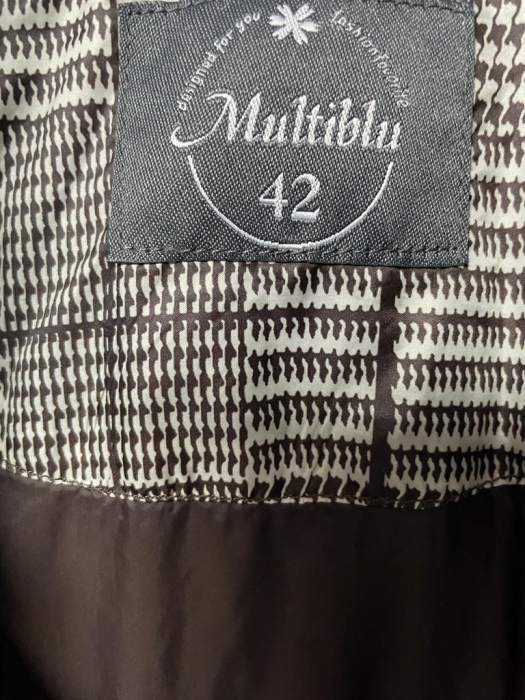 designed for you
fashion favorite
Multiblu
42